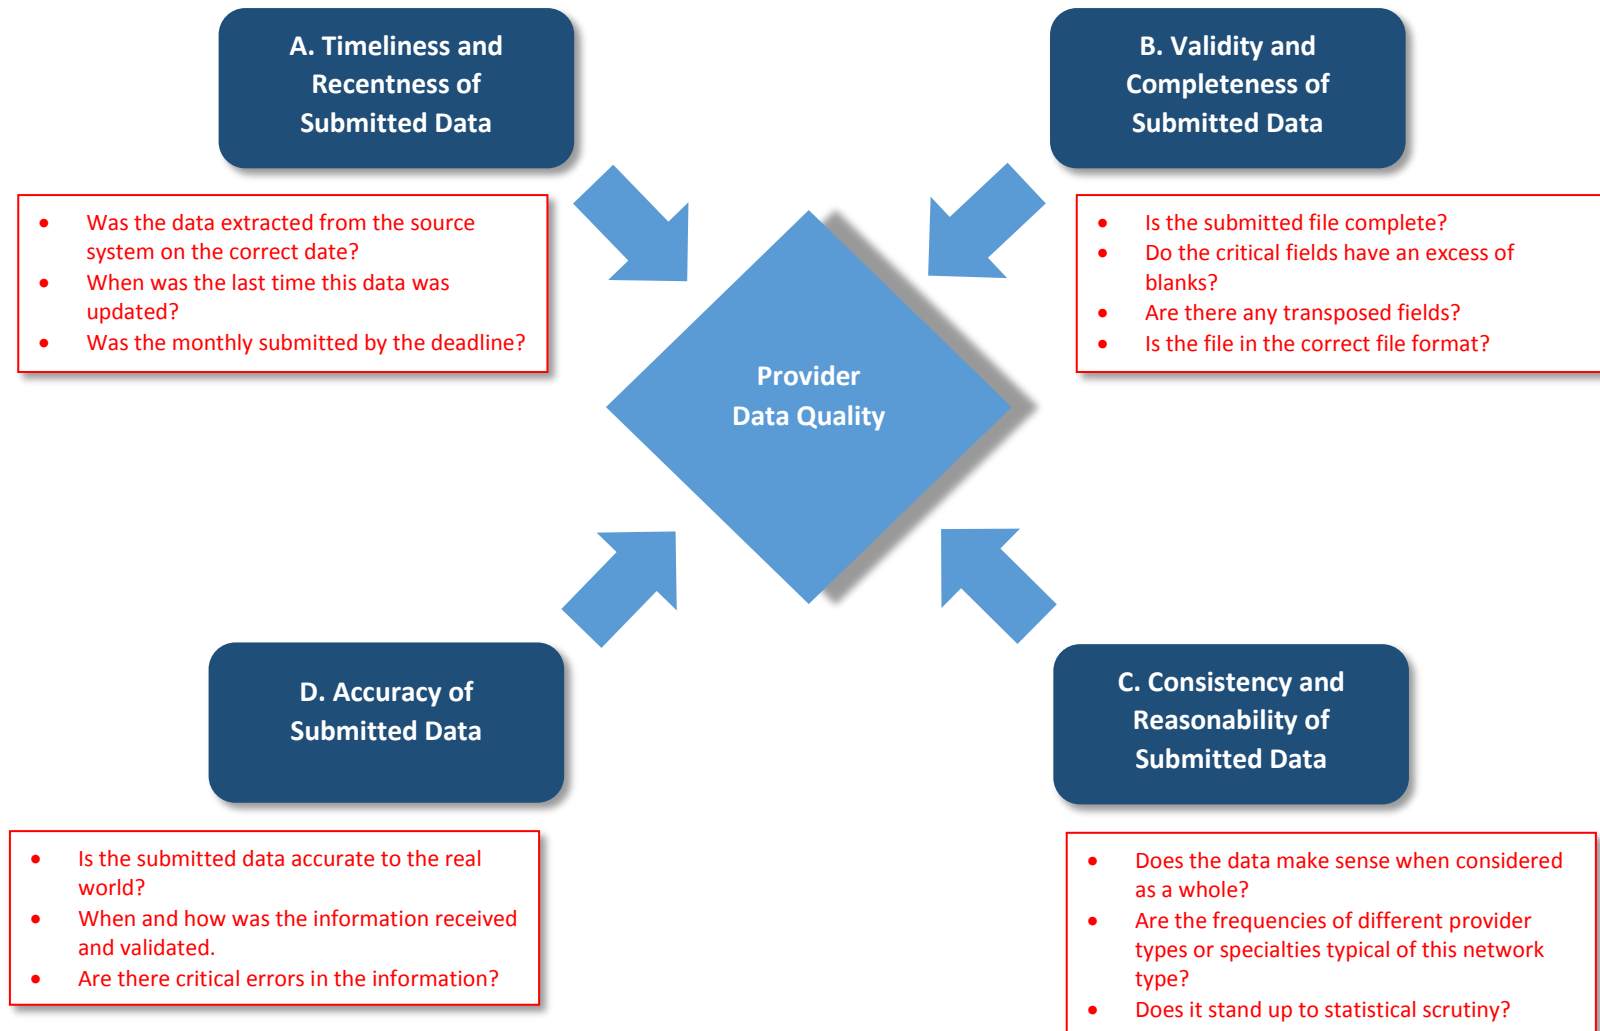 A. Timeliness and
Recentness of
Submitted Data
B. Validity and
Completeness of
Submitted Data
• Was the data extracted from the source
system on the correct date?
• When was the last time this data was
updated?
• Was the monthly submitted by the deadline?
• Is the submitted file complete?
• Do the critical fields have an excess of
blanks?
• Are there any transposed fields?
• Is the file in the correct file format?
Provider
Data Quality
D. Accuracy of
Submitted Data
C. Consistency and
Reasonability of
Submitted Data
• Is the submitted data accurate to the real
world?
• When and how was the information received
and validated.
• Are there critical errors in the information?
• Does the data make sense when considered
as a whole?
• Are the frequencies of different provider
types or specialties typical of this network
type?
• Does it stand up to statistical scrutiny?